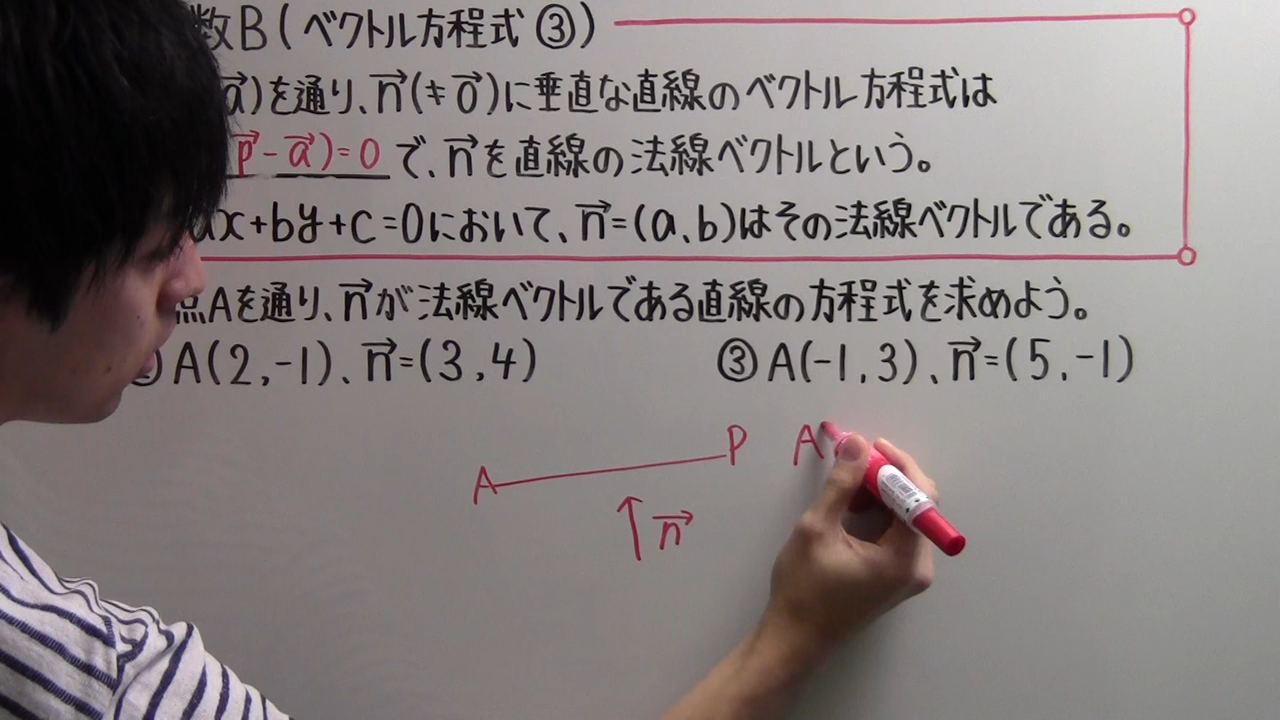 数B(ベクトル方程式③)
a⃗)を通り、n⃗(≠0⃗)に垂直な直線のベクトル方程式は
p⃗-a⃗)=0で、n⃗を直線の法線ベクトルという。
ax+by+c=0において、n⃗=(a、b)はその法線ベクトルである。
点Aを通り、n⃗が法線ベクトルである直線の方程式を求めよう。
A(2,-1)、n⃗=(3,4) ③A(-1,3)、n⃗=(5,-1)
A P A
n⃗